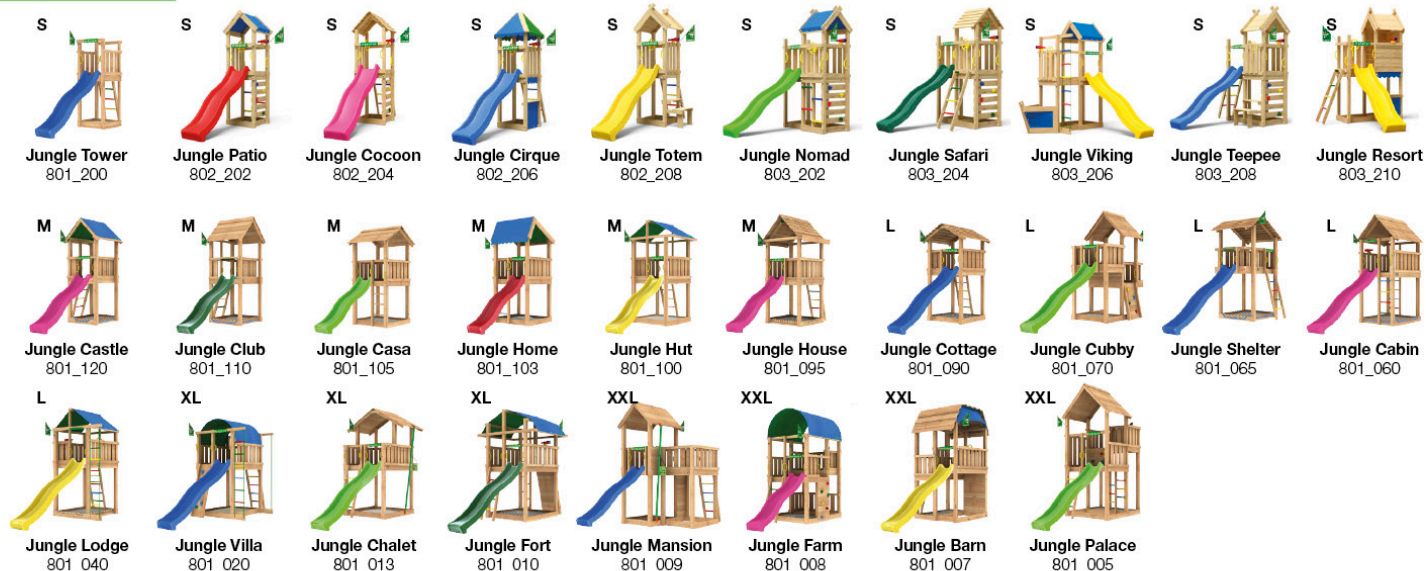 S S S S S S S S S S
Jungle Tower Jungle Patio Jungle Cocoon Jungle Cirque Jungle Totem Jungle Nomad Jungle Safari Jungle Viking Jungle Teepee Jungle Resort
801_200 802_202 802_204 802_206 802_208 803_202 803_204 803_206 803_208 803_210
M M M M M M L L L L
Jungle Castle Jungle Club Jungle Casa Jungle Home Jungle Hut Jungle House Jungle Cottage Jungle Cubby Jungle Shelter Jungle Cabin
801_120 801_110 801_105 801_103 801_100 801_095 801_090 801_070 801_065 801_060
L XL XL XL XXL XXL XXL XXL
Jungle Lodge Jungle Villa Jungle Chalet Jungle Fort Jungle Mansion Jungle Farm Jungle Barn Jungle Palace
801_040 801_020 801_013 801_010 801_009 801_008 801_007 801_005